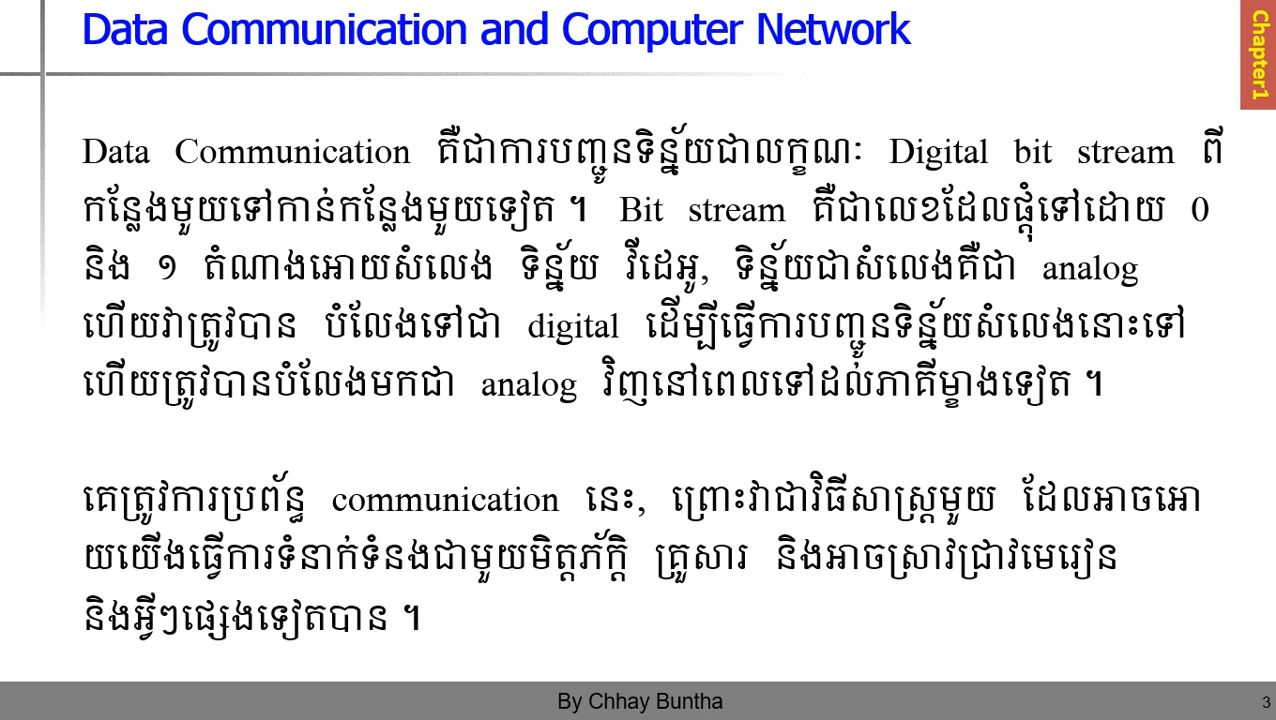 Data Communication and Computer Network
Chapter1
Data Communication គឺជាការបញ្ជូនទិន្ន័យជាលក្ខណៈ Digital bit stream ពី
កន្លែងមួយទៅកាន់កន្លែងមួយទៀត ។ Bit stream គឺជាលេខដែលផ្តុំទៅដោយ 0
និង ១ តំណាងអោយសំលេង ទិន្ន័យ វីដេអូ, ទិន្ន័យជាសំលេងគឺជា analog
ហើយវាត្រូវបាន បំលែងទៅជា digital ដើម្បីធ្វើការបញ្ជូនទិន្ន័យសំលេងនោះទៅ
ហើយត្រូវបានបំលែងមកជា analog វិញនៅពេលទៅដល់ភាគីម្ខាងទៀត ។
គេត្រូវការប្រព័ន្ធ communication នេះ, ព្រោះវាជាវិធីសាស្ត្រមួយ ដែលអាចអោ
យយើងធ្វើការទំនាក់ទំនងជាមួយមិត្តភ័ក្តិ គ្រួសារ និងអាចស្រាវជ្រាវមេរៀន
និងអ្វីៗផ្សេងទៀតបាន ។
By Chhay Buntha
3